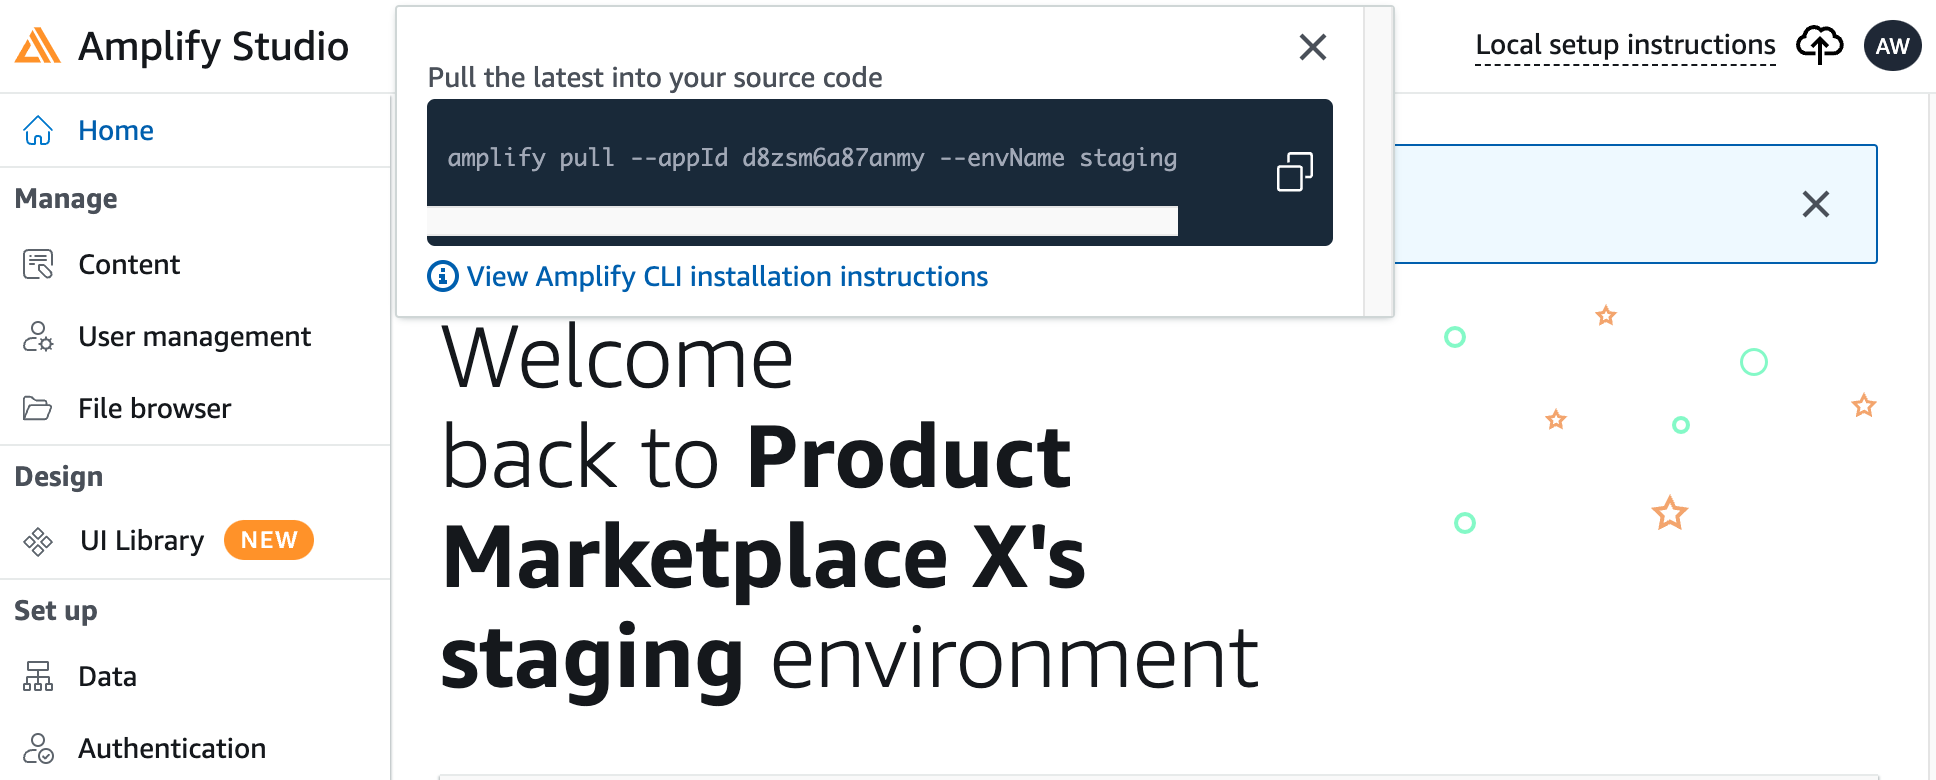 Amplify Studio
Local setup instructions
AW
Pull the latest into your source code
amplify pull --appId d8zsm6a87anmy --envName staging
View Amplify CLI installation instructions
Home
Manage
Content
User management
File browser
Design
UI Library NEW
Set up
Data
Authentication
Welcome
back to Product
Marketplace X's
staging environment